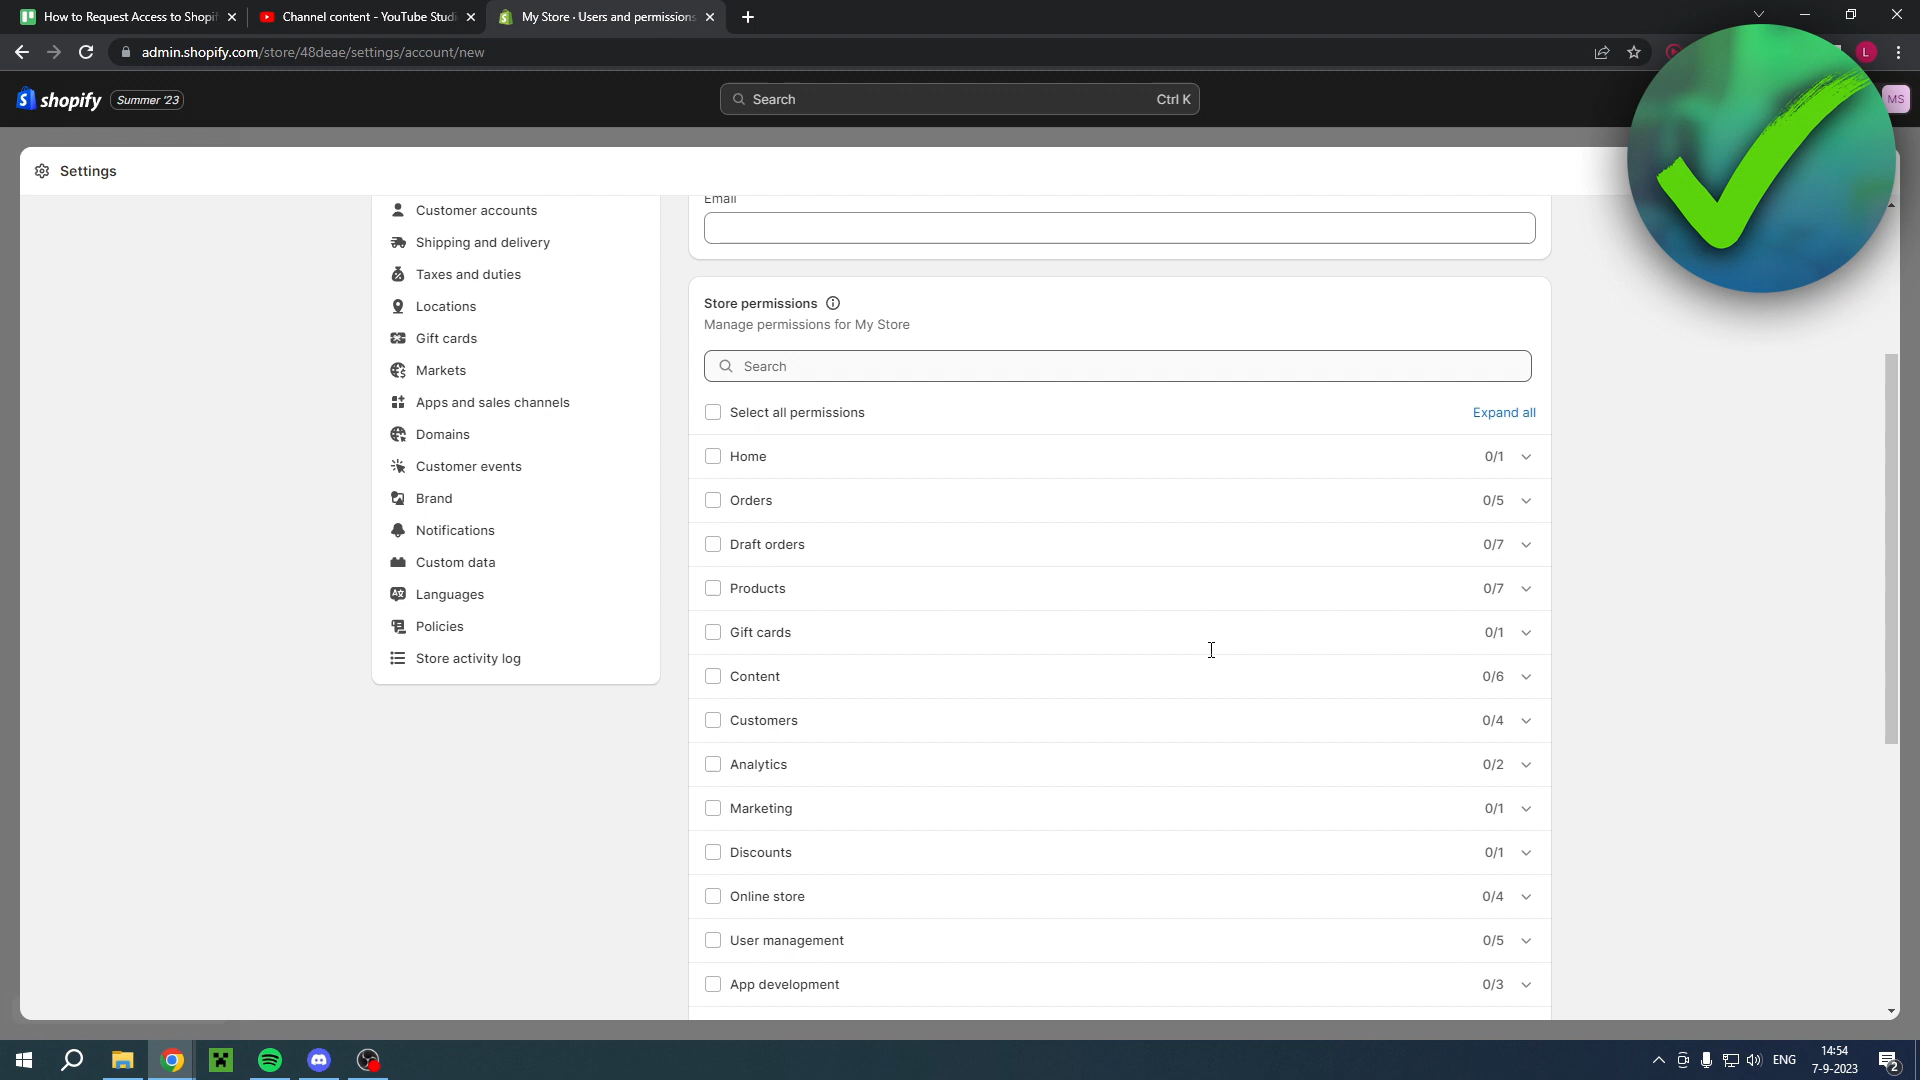 How to Request Access to Shopif
Channel content - YouTube Studi
My Store · Users and permissions
admin.shopify.com/store/48deae/settings/account/new
L
shopify
Summer '23
Search
Ctrl K
MS
Settings
Customer accounts
Shipping and delivery
Taxes and duties
Locations
Gift cards
Markets
Apps and sales channels
Domains
Customer events
Brand
Notifications
Custom data
Languages
Policies
Store activity log
Email
Store permissions
Manage permissions for My Store
Search
Select all permissions
Expand all
Home 0/1
Orders 0/5
Draft orders 0/7
Products 0/7
Gift cards 0/1
Content 0/6
Customers 0/4
Analytics 0/2
Marketing 0/1
Discounts 0/1
Online store 0/4
User management 0/5
App development 0/3
ENG
14:54
7-9-2023
2